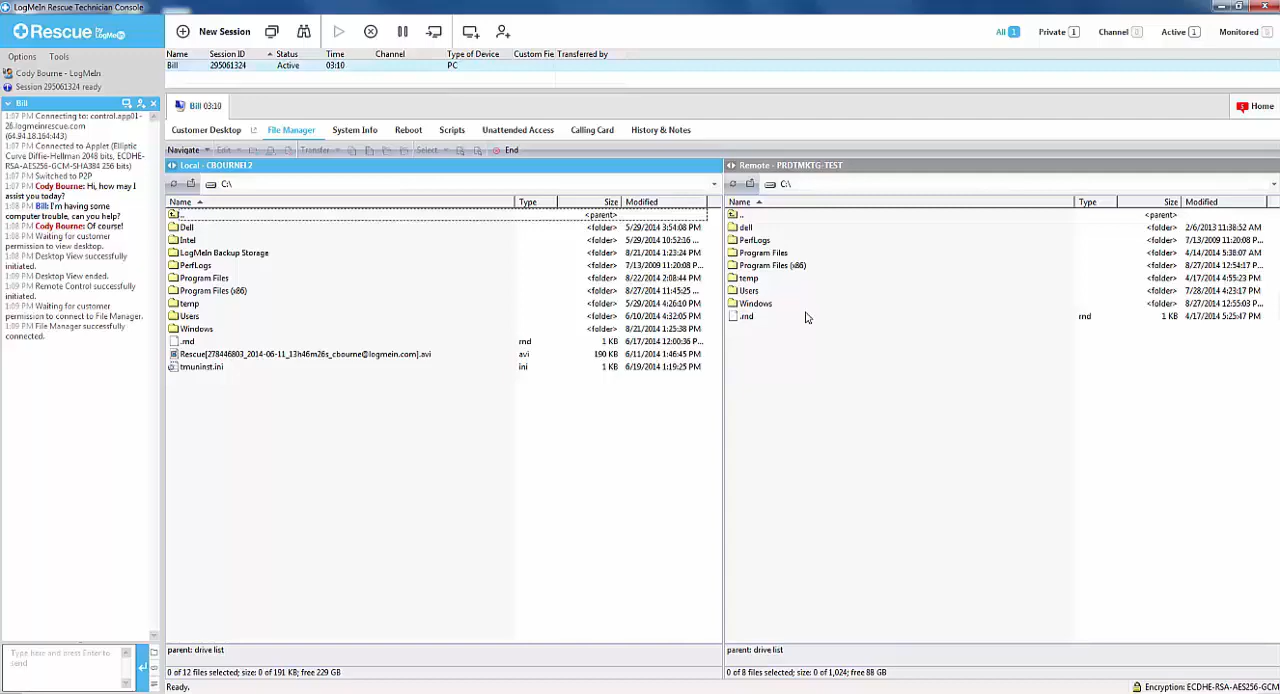 LogMeIn Rescue Technician Console
Rescue by LogMeIn
New Session
All 1
Private 1
Channel 0
Active 1
Monitored 0
Options Tools
Name Session ID Status Time Channel Type of Device Custom Fie Transferred by
Bill 295061324 Active 03:10 PC
Cody Bourne - LogMeIn
Session 295061324 ready
Bill
1:07 PM Connecting to: control.app01-
26.logmeinrescue.com
(64.94.18.164:443)
1:07 PM Connected to Applet (Elliptic
Curve Diffie-Hellman 2048 bits, ECDHE-
RSA-AES256-GCM-SHA384 256 bits)
1:07 PM Switched to P2P
1:07 PM Cody Bourne: Hi, how may I
assist you today?
1:08 PM Bill: I'm having some
computer trouble, can you help?
1:08 PM Cody Bourne: Of course!
1:08 PM Waiting for customer
permission to view desktop.
1:08 PM Desktop View successfully
initiated.
1:09 PM Desktop View ended.
1:09 PM Remote Control successfully
initiated.
1:09 PM Waiting for customer
permission to connect to File Manager.
1:09 PM File Manager successfully
connected.
Type here and press Enter to
send
Bill 03:10
Home
Customer Desktop File Manager System Info Reboot Scripts Unattended Access Calling Card History & Notes
Navigate Edit Transfer Select End
Local - CBOURNEL2
C:\
Name Type Size Modified
.. <parent>
Dell <folder> 5/29/2014 3:54:08 PM
Intel <folder> 5/29/2014 10:52:16 ...
LogMeIn Backup Storage <folder> 8/21/2014 1:23:24 PM
PerfLogs <folder> 7/13/2009 11:20:08 P...
Program Files <folder> 8/22/2014 2:08:44 PM
Program Files (x86) <folder> 8/27/2014 11:45:25 ...
temp <folder> 5/29/2014 4:26:10 PM
Users <folder> 6/10/2014 4:32:05 PM
Windows <folder> 8/21/2014 1:25:38 PM
.rnd rnd 1 KB 6/17/2014 12:00:36 P...
Rescue[278446803_2014-06-11_13h46m26s_cbourne@logmein.com].avi avi 190 KB 6/11/2014 1:46:45 PM
tmuninst.ini ini 1 KB 6/19/2014 1:19:25 PM
parent: drive list
0 of 12 files selected; size: 0 of 191 KB; free 229 GB
Remote - PRDTMKTG-TEST
C:\
Name Type Size Modified
.. <parent>
dell <folder> 2/6/2013 11:38:52 AM
PerfLogs <folder> 7/13/2009 11:20:08 P...
Program Files <folder> 4/14/2014 5:38:07 AM
Program Files (x86) <folder> 8/27/2014 12:54:17 P...
temp <folder> 4/17/2014 4:55:23 PM
Users <folder> 7/28/2014 4:23:17 PM
Windows <folder> 8/27/2014 12:55:03 P...
.rnd rnd 1 KB 4/17/2014 5:25:47 PM
parent: drive list
0 of 8 files selected; size: 0 of 1,024; free 88 GB
Ready.
Encryption: ECDHE-RSA-AES256-GCM